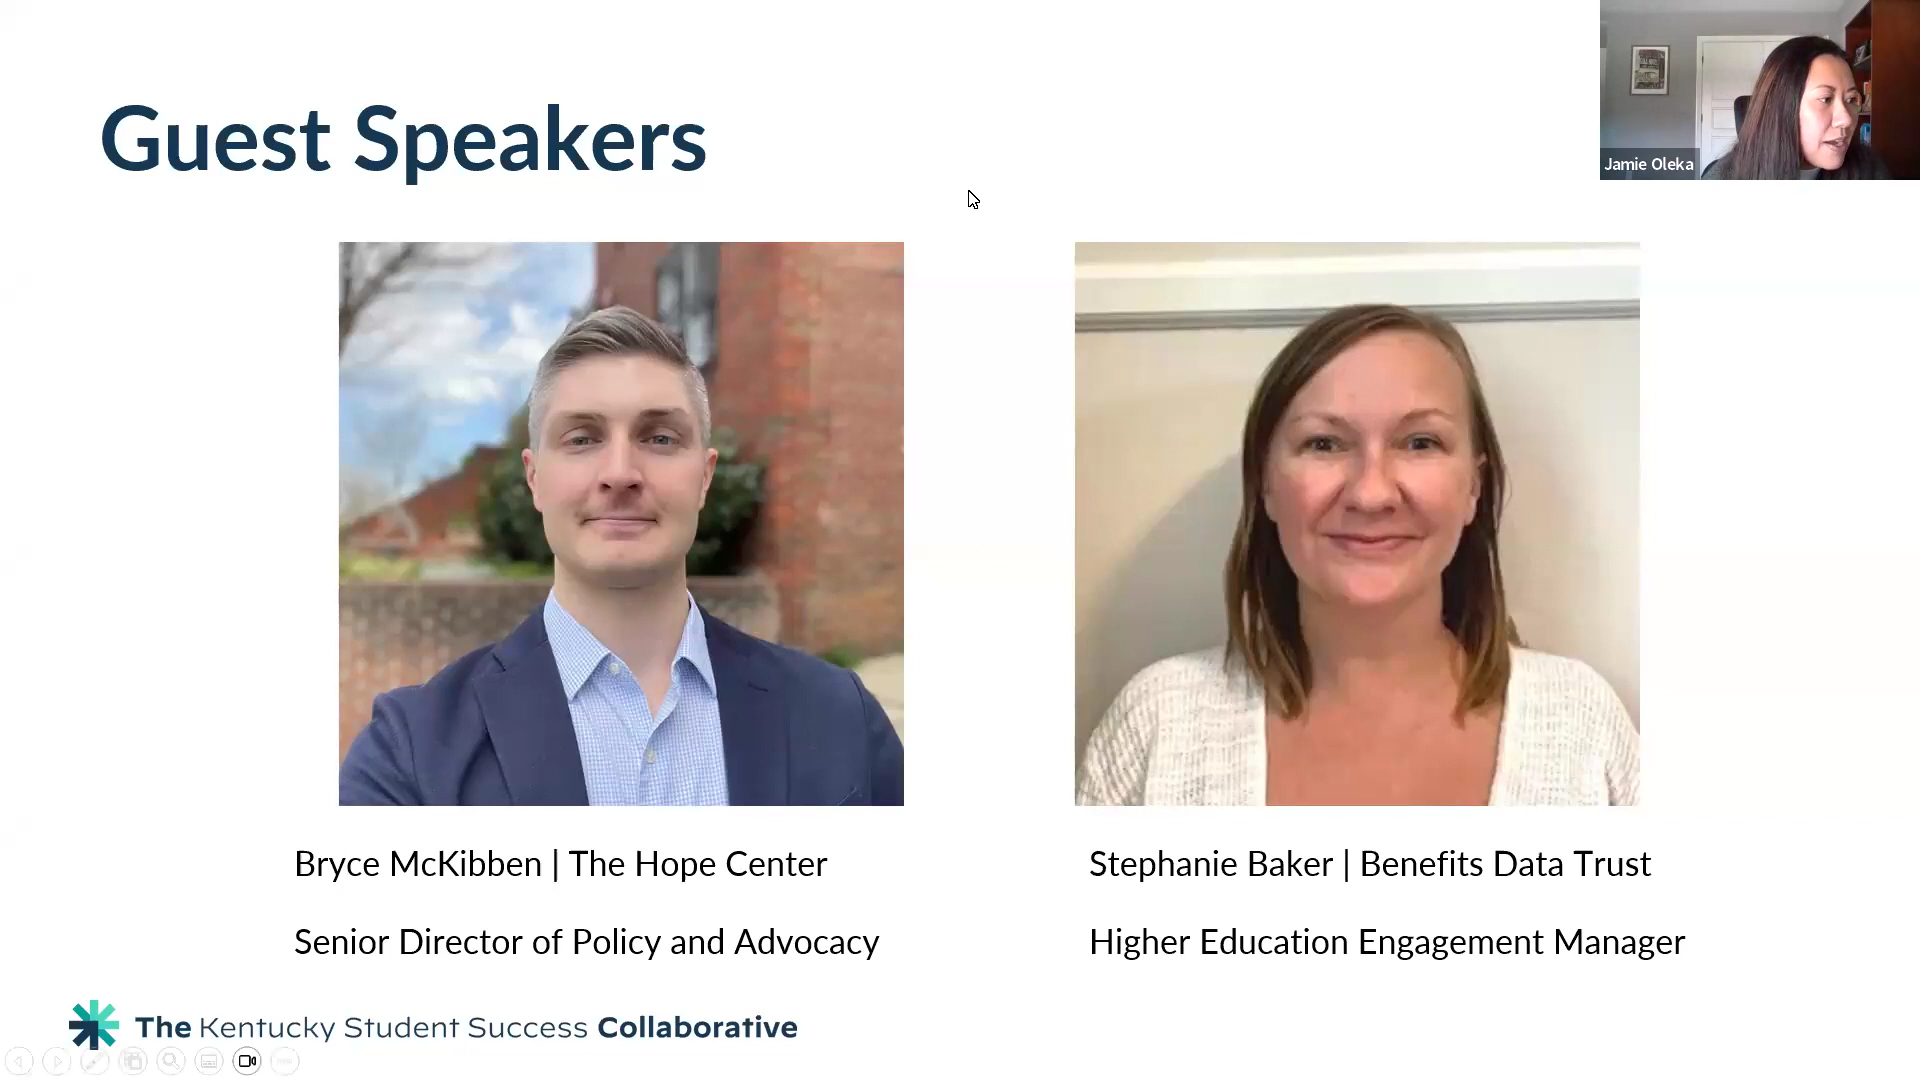 Guest Speakers
Jamie Oleka
Bryce McKibben | The Hope Center
Senior Director of Policy and Advocacy
Stephanie Baker | Benefits Data Trust
Higher Education Engagement Manager
The Kentucky Student Success Collaborative